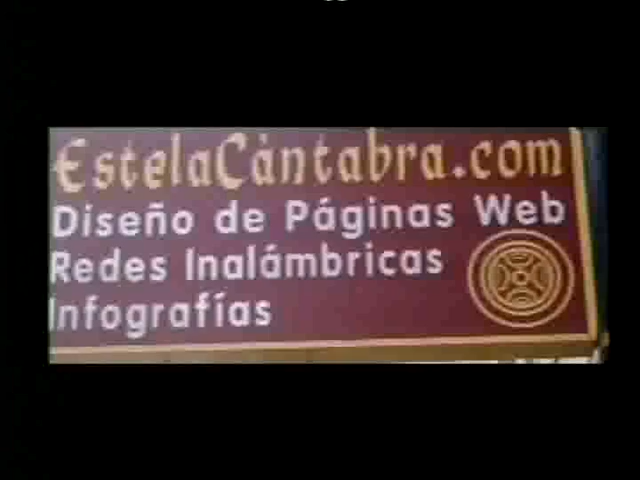 EstelaCántabra.com
Diseño de Páginas Web
Redes Inalámbricas
Infografías